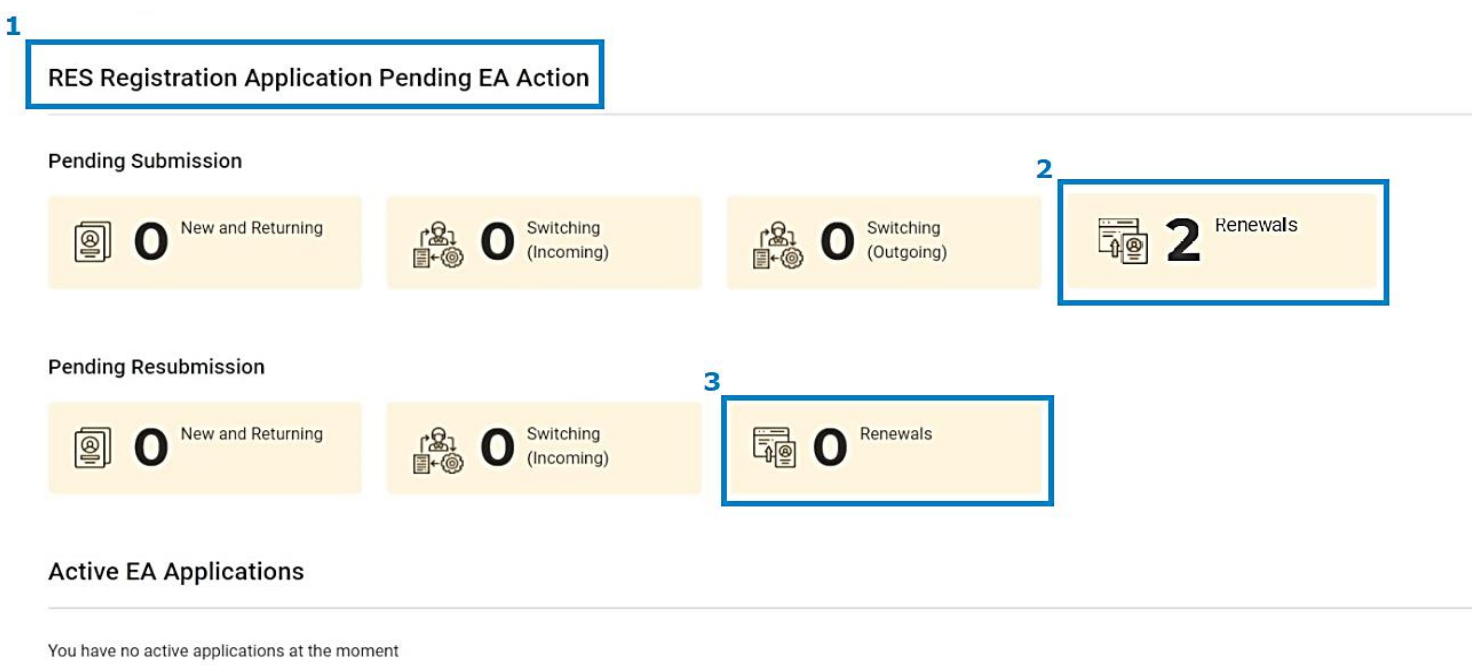 1
RES Registration Application Pending EA Action
Pending Submission
2
0 New and Returning
0 Switching
(Incoming)
0 Switching
(Outgoing)
2 Renewals
Pending Resubmission
3
0 New and Returning
0 Switching
(Incoming)
0 Renewals
Active EA Applications
You have no active applications at the moment